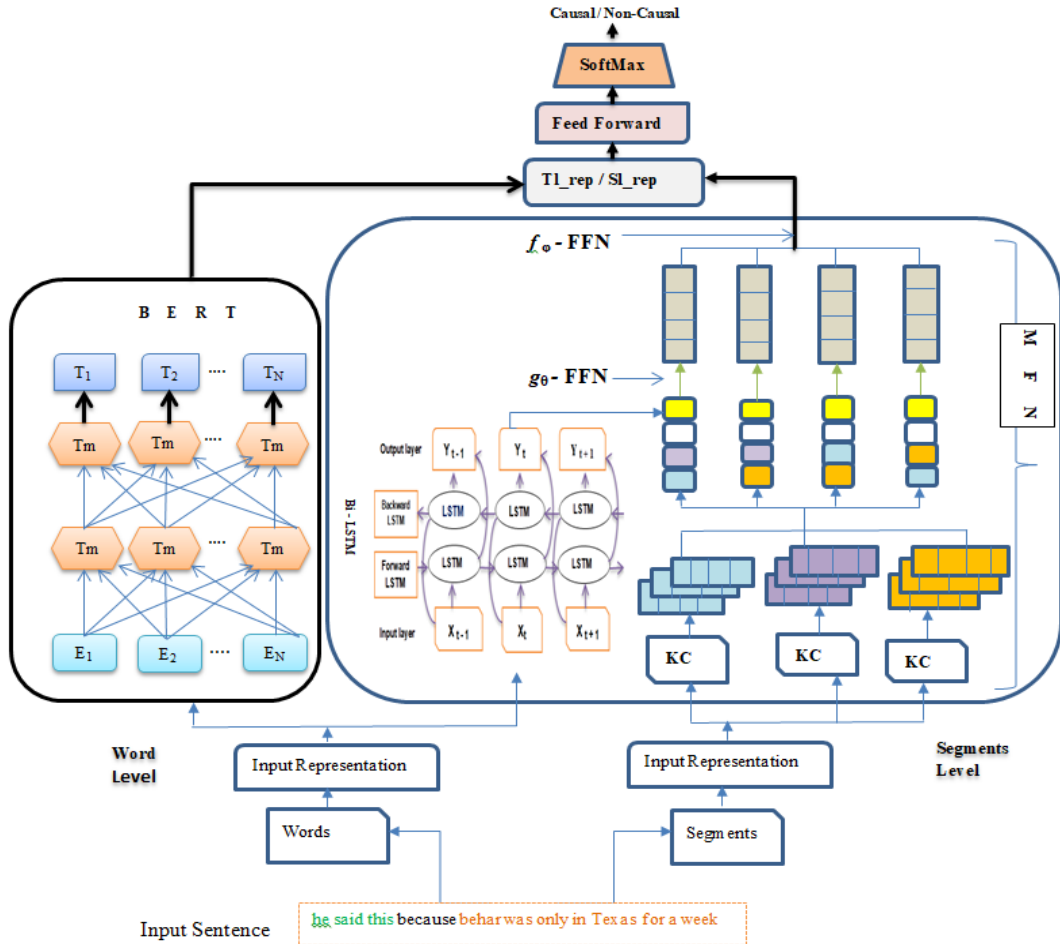 Causal/Non-Causal
SoftMax
Feed Forward
Tl_rep / Sl_rep
fφ - FFN
B E R T
M F N
T1 T2 .... TN
gθ - FFN
Tm Tm .... Tm
Output layer Yt-1 Yt Yt+1
Bi - LSTM
Backward LSTM LSTM LSTM LSTM
Tm Tm .... Tm
Forward LSTM LSTM LSTM LSTM
Input layer Xt-1 Xt Xt+1
E1 E2 .... EN
KC KC KC
Word Level
Segments Level
Input Representation Input Representation
Words Segments
Input Sentence he said this because behar was only in Texas for a week